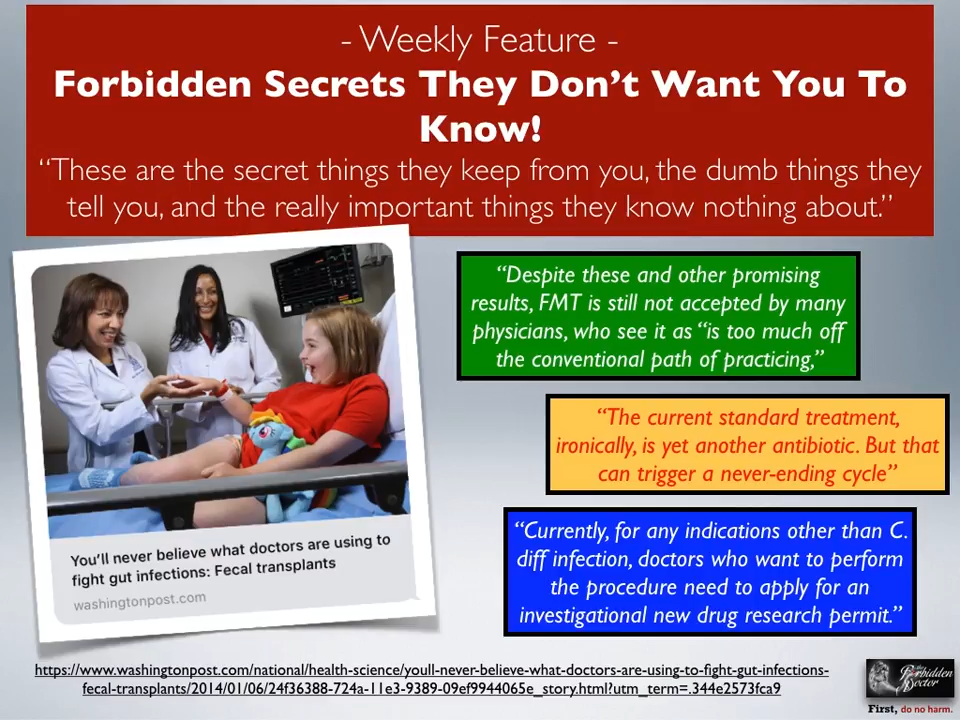 - Weekly Feature -
Forbidden Secrets They Don’t Want You To
Know!
“These are the secret things they keep from you, the dumb things they
tell you, and the really important things they know nothing about.”
“Despite these and other promising
results, FMT is still not accepted by many
physicians, who see it as “is too much off
the conventional path of practicing,”
“The current standard treatment,
ironically, is yet another antibiotic. But that
can trigger a never-ending cycle”
“Currently, for any indications other than C.
diff infection, doctors who want to perform
the procedure need to apply for an
investigational new drug research permit.”
You’ll never believe what doctors are using to
fight gut infections: Fecal transplants
washingtonpost.com
https://www.washingtonpost.com/national/health-science/youll-never-believe-what-doctors-are-using-to-fight-gut-infections-
fecal-transplants/2014/01/06/24f36388-724a-11e3-9389-09ef9944065e_story.html?utm_term=.344e2573fca9
the
Forbidden
Doctor
First, do no harm.